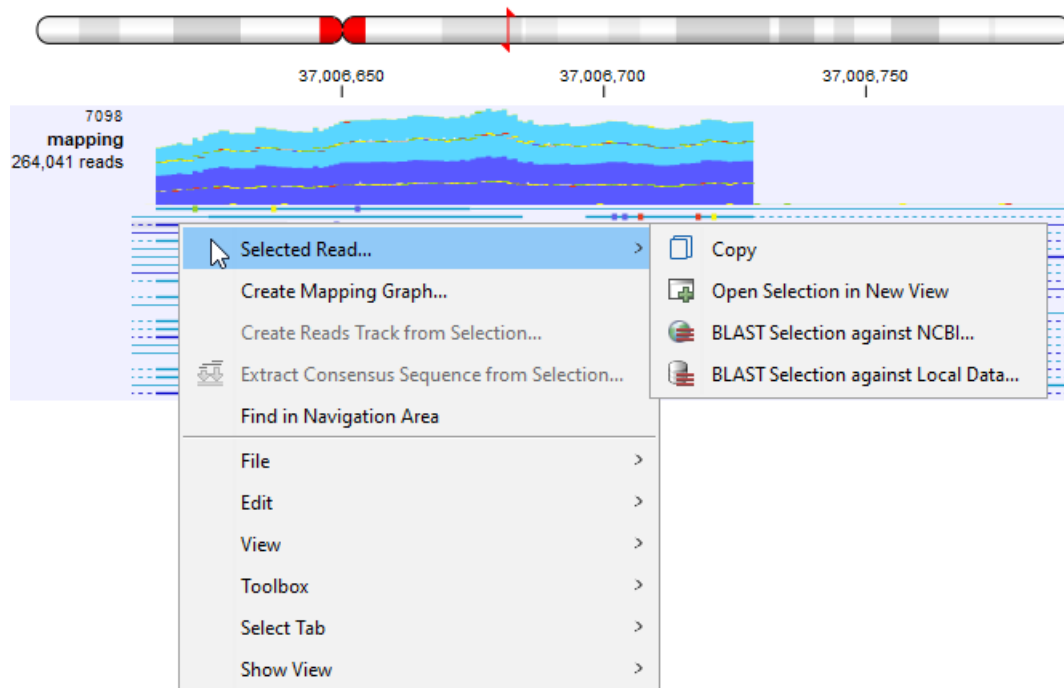 37,006,650 37,006,700 37,006,750
7098
mapping
264,041 reads
Selected Read...
Create Mapping Graph...
Create Reads Track from Selection...
Extract Consensus Sequence from Selection...
Find in Navigation Area
File
Edit
View
Toolbox
Select Tab
Show View
Copy
Open Selection in New View
BLAST Selection against NCBI...
BLAST Selection against Local Data...